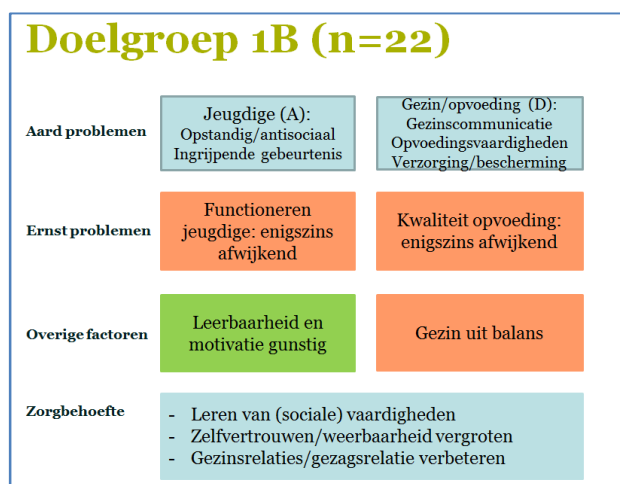 Doelgroep 1B (n=22)
Aard problemen
Jeugdige (A):
Opstandig/antisociaal
Ingrijpende gebeurtenis
Gezin/opvoeding (D):
Gezinscommunicatie
Opvoedingsvaardigheden
Verzorging/bescherming
Ernst problemen
Functioneren
jeugdige: enigszins
afwijkend
Kwaliteit opvoeding:
enigszins afwijkend
Overige factoren
Leerbaarheid en
motivatie gunstig
Gezin uit balans
Zorgbehoefte
- Leren van (sociale) vaardigheden
- Zelfvertrouwen/weerbaarheid vergroten
- Gezinsrelaties/gezagsrelatie verbeteren